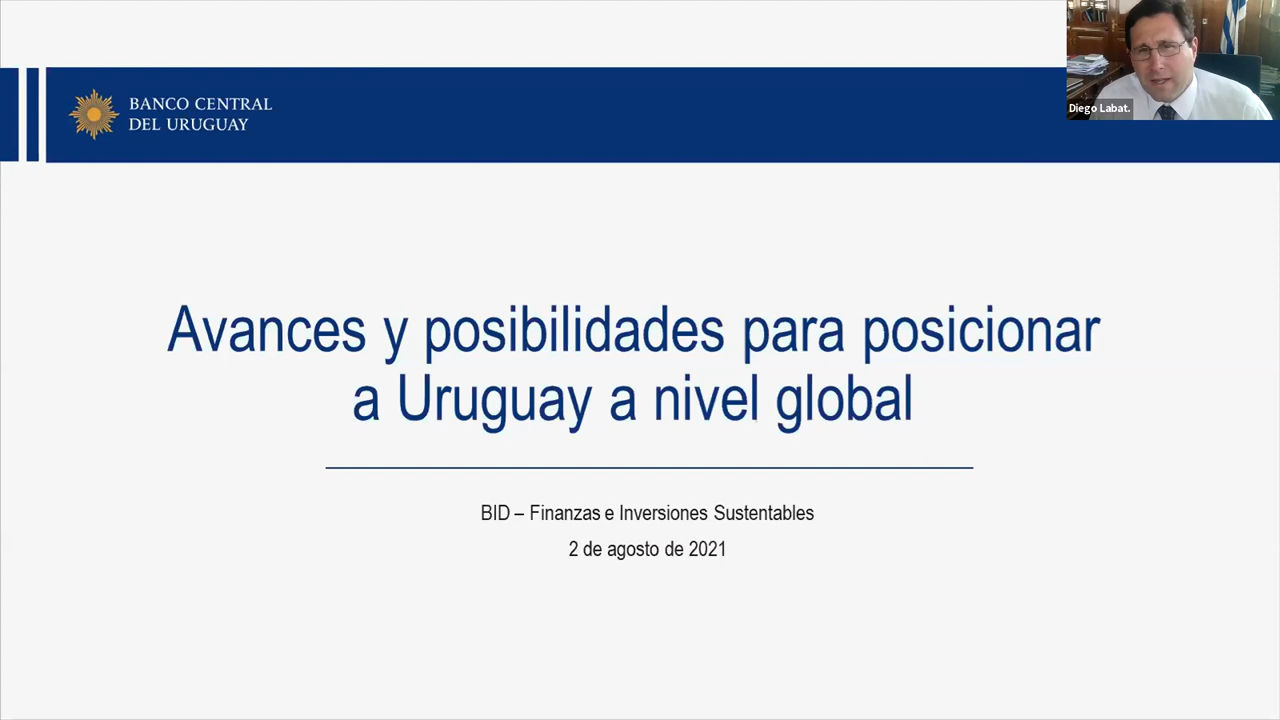 BANCO CENTRAL
DEL URUGUAY
Diego Labat.
Avances y posibilidades para posicionar
a Uruguay a nivel global
BID – Finanzas e Inversiones Sustentables
2 de agosto de 2021